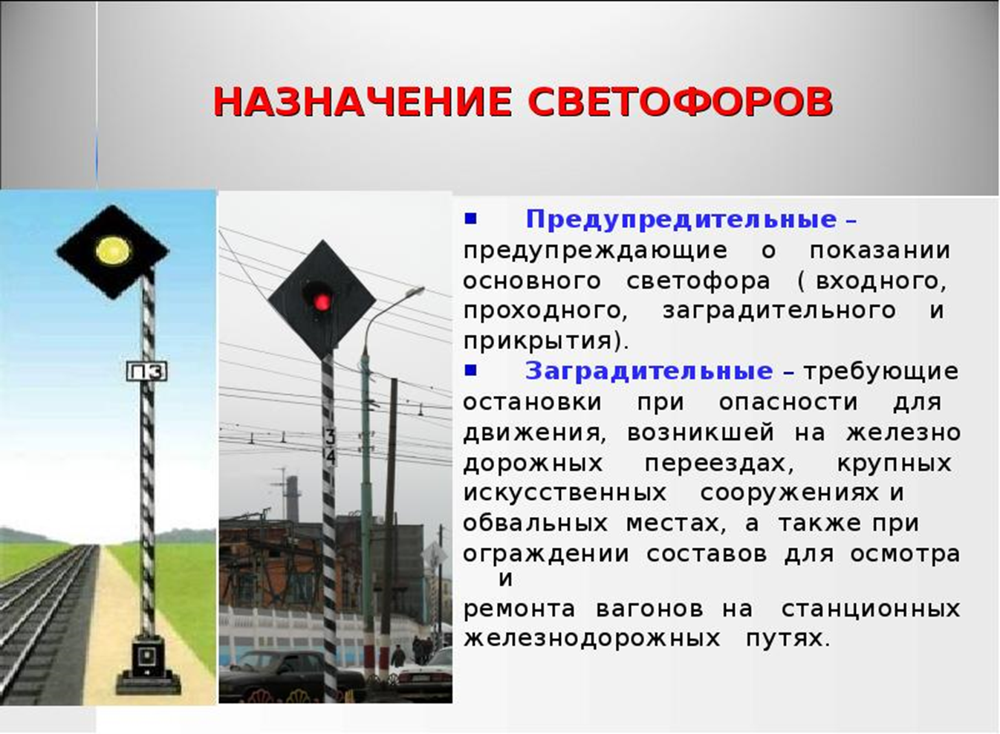 НАЗНАЧЕНИЕ СВЕТОФОРОВ
ПЗ
3
4
Предупредительные –
предупреждающие о показании
основного светофора ( входного,
проходного, заградительного и
прикрытия).
Заградительные – требующие
остановки при опасности для
движения, возникшей на железно
дорожных переездах, крупных
искусственных сооружениях и
обвальных местах, а также при
ограждении составов для осмотра
и
ремонта вагонов на станционных
железнодорожных путях.